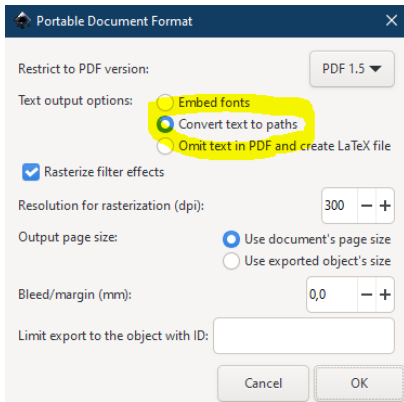 Portable Document Format
Restrict to PDF version: PDF 1.5
Text output options: Embed fonts
Convert text to paths
Omit text in PDF and create LaTeX file
Rasterize filter effects
Resolution for rasterization (dpi): 300 − +
Output page size: Use document's page size
Use exported object's size
Bleed/margin (mm): 0,0 − +
Limit export to the object with ID:
Cancel OK